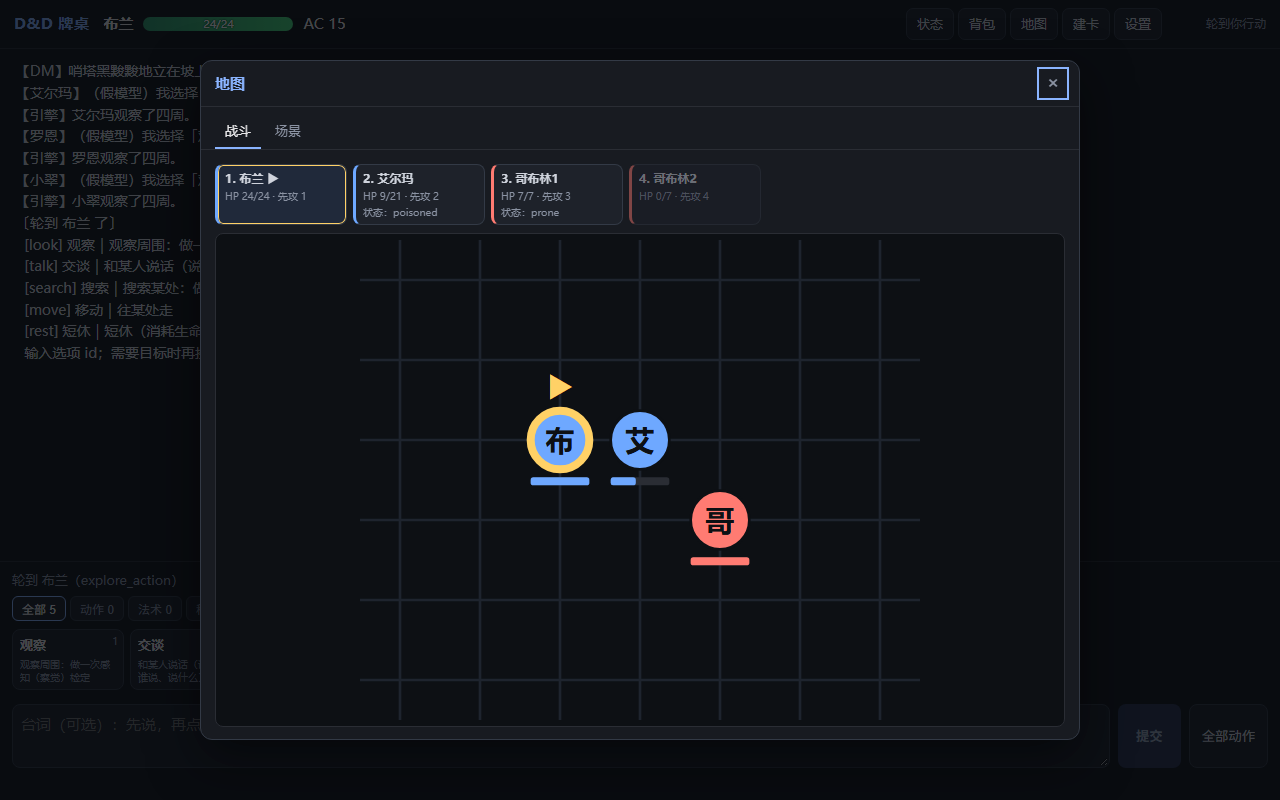 D&D 牌桌 布兰 24/24 AC 15 状态 背包 地图 建卡 设置 轮到你行动
【DM】哨塔黑黢黢地立在坡上
【艾尔玛】（假模型）我选择
【引擎】艾尔玛观察了四周。
【罗恩】（假模型）我选择「
【引擎】罗恩观察了四周。
【小翠】（假模型）我选择「
【引擎】小翠观察了四周。
〔轮到 布兰 了〕
[look] 观察 | 观察周围：做一
[talk] 交谈 | 和某人说话（说
[search] 搜索 | 搜索某处：
[move] 移动 | 往某处走
[rest] 短休 | 短休（消耗生命
输入选项 id；需要目标时再
地图 ×
战斗 场景
1. 布兰 ▶
HP 24/24 · 先攻 1
2. 艾尔玛
HP 9/21 · 先攻 2
状态：poisoned
3. 哥布林1
HP 7/7 · 先攻 3
状态：prone
4. 哥布林2
HP 0/7 · 先攻 4
布 艾
哥
轮到 布兰（explore_action）
全部 5 动作 0 法术 0
观察 1
观察周围：做一次感
知（察觉）检定
交谈
和某人说话（
谁说、说什么
台词（可选）：先说，再点
提交 全部动作